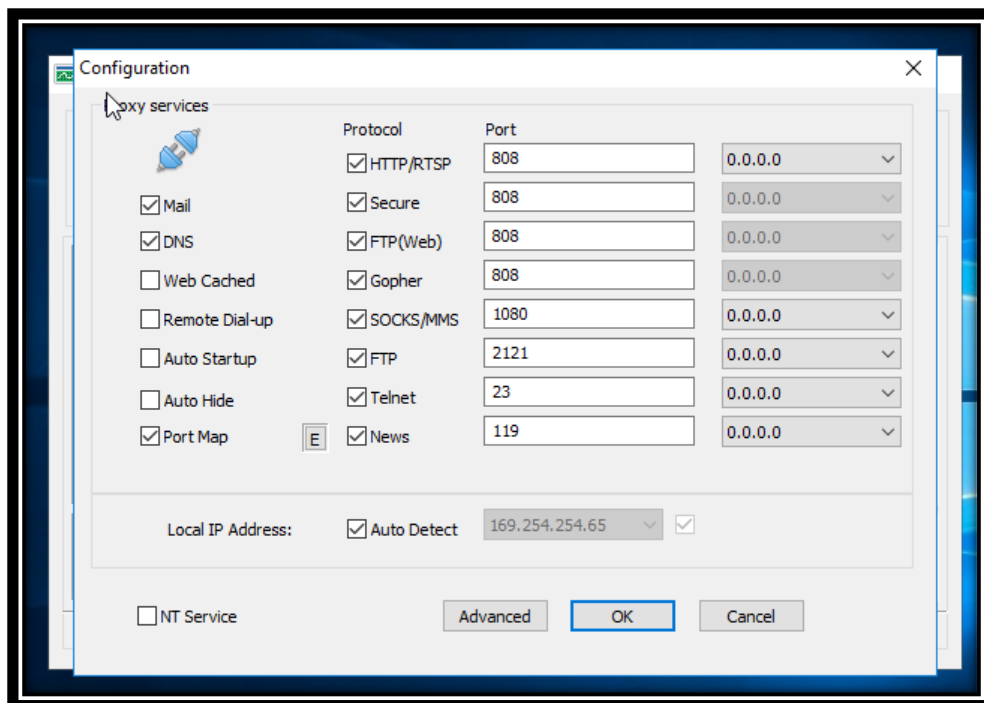 Configuration
Proxy services
Protocol Port
HTTP/RTSP 808 0.0.0.0
Mail Secure 808 0.0.0.0
DNS FTP(Web) 808 0.0.0.0
Web Cached Gopher 808 0.0.0.0
Remote Dial-up SOCKS/MMS 1080 0.0.0.0
Auto Startup FTP 2121 0.0.0.0
Auto Hide Telnet 23 0.0.0.0
Port Map E News 119 0.0.0.0
Local IP Address: Auto Detect 169.254.254.65
NT Service Advanced OK Cancel